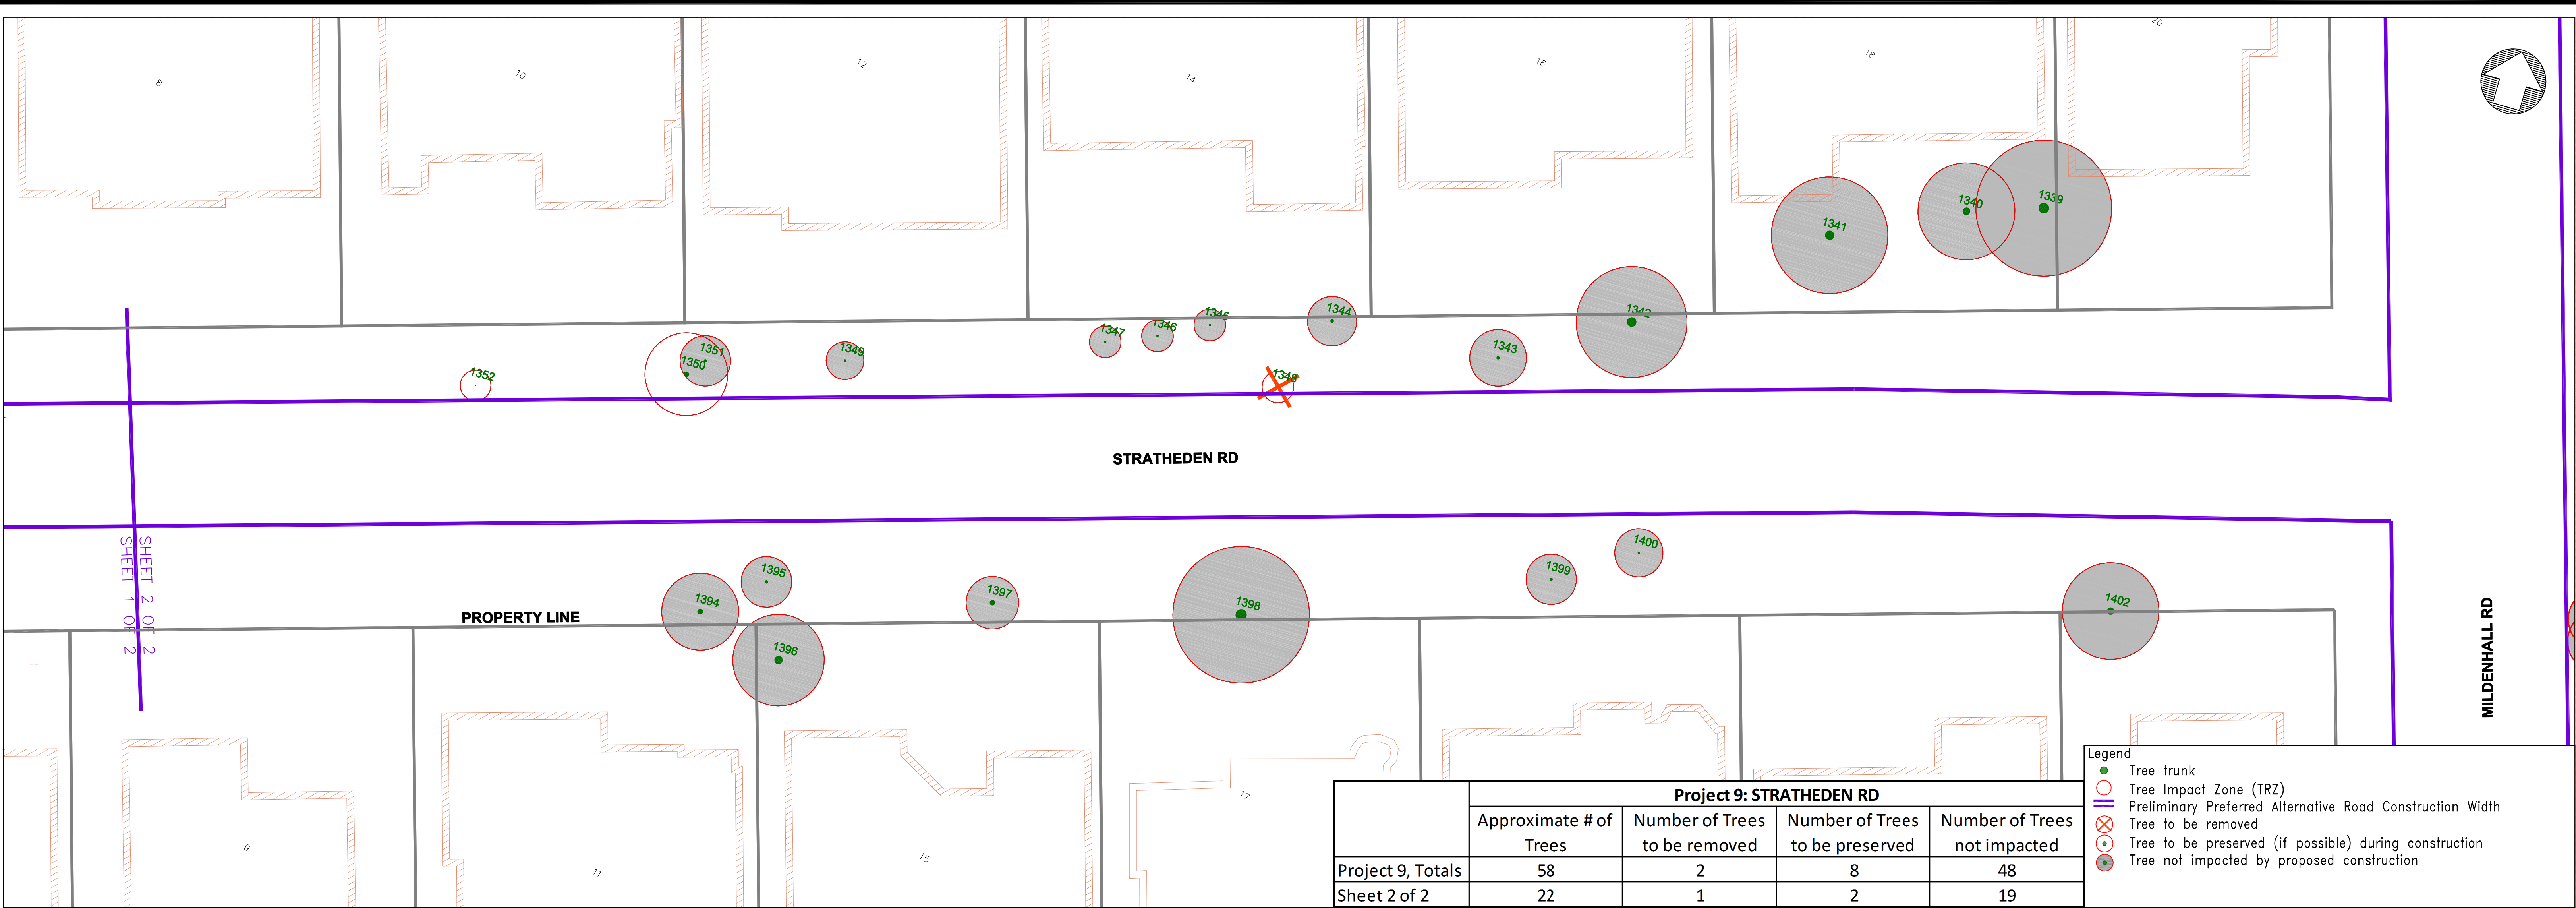 8
10
12
14
16
18
20
1339
1340
1341
1342
1343
1344
1345
1346
1347
1348
1349
1351
1350
1352
STRATHEDEN RD
SHEET 2 OF 2
SHEET 1 OF 2
PROPERTY LINE
1394
1395
1396
1397
1398
1399
1400
1402
MILDENHALL RD
9
11
15
17
Project 9: STRATHEDEN RD
Approximate # of Trees
Number of Trees to be removed
Number of Trees to be preserved
Number of Trees not impacted
Project 9, Totals 58 2 8 48
Sheet 2 of 2 22 1 2 19
Legend
Tree trunk
Tree Impact Zone (TRZ)
Preliminary Preferred Alternative Road Construction Width
Tree to be removed
Tree to be preserved (if possible) during construction
Tree not impacted by proposed construction